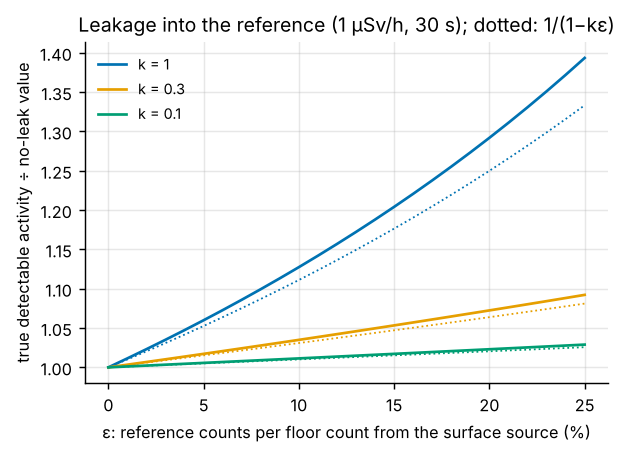 Leakage into the reference (1 μSv/h, 30 s); dotted: 1/(1−kε)
true detectable activity ÷ no-leak value
1.40
1.35
1.30
1.25
1.20
1.15
1.10
1.05
1.00
k = 1
k = 0.3
k = 0.1
0
5
10
15
20
25
ε: reference counts per floor count from the surface source (%)